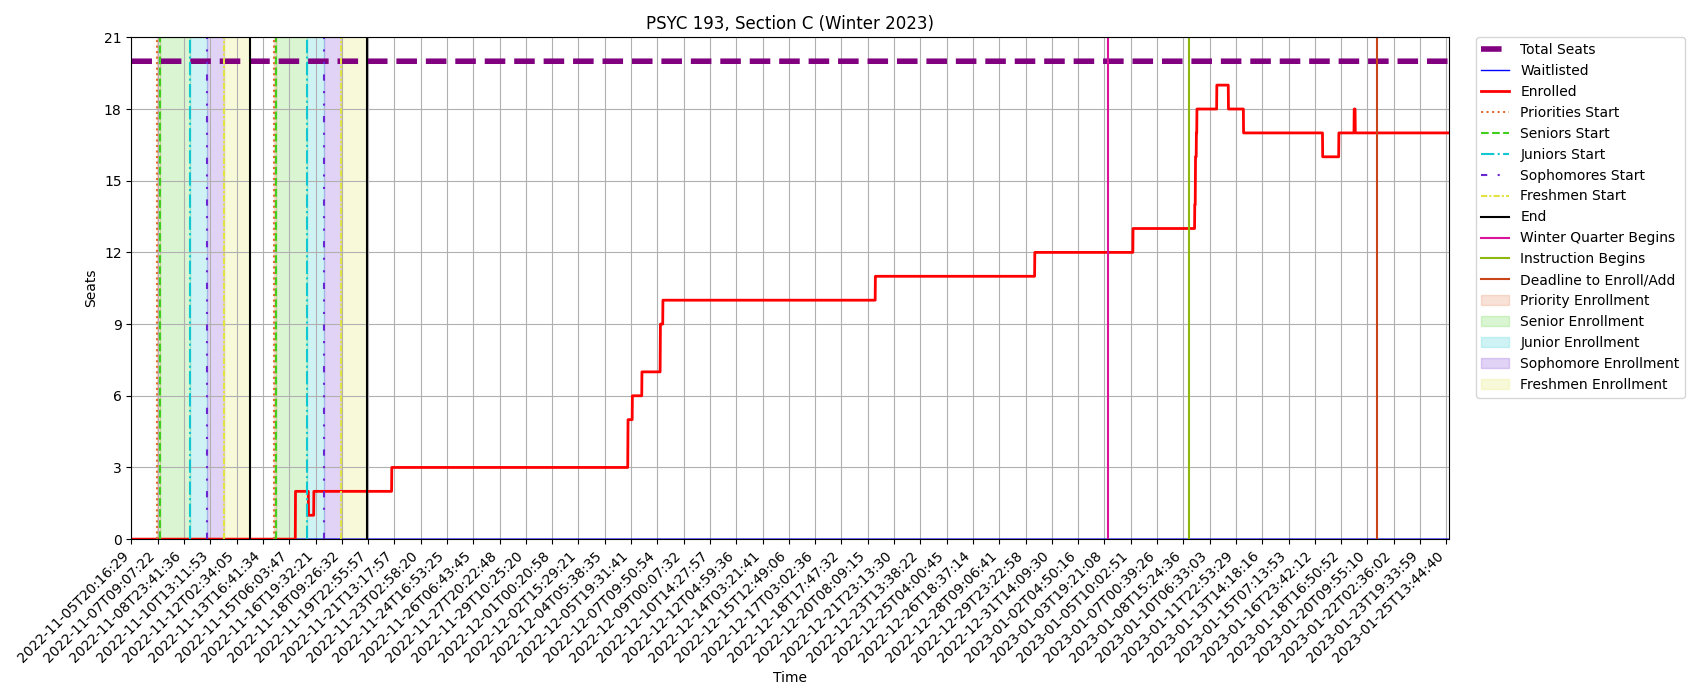 PSYC 193, Section C (Winter 2023)
21
18
15
12
9
6
3
0
Seats
2022-11-05T20:16:29
2022-11-07T09:07:22
2022-11-08T23:41:36
2022-11-10T13:11:53
2022-11-12T02:34:05
2022-11-13T16:41:34
2022-11-15T06:03:47
2022-11-16T19:32:21
2022-11-18T09:26:32
2022-11-19T22:55:57
2022-11-21T13:17:57
2022-11-23T02:58:20
2022-11-24T16:53:25
2022-11-26T06:43:45
2022-11-27T20:22:48
2022-11-29T10:25:20
2022-12-01T00:20:58
2022-12-02T15:29:21
2022-12-04T05:38:35
2022-12-05T19:31:41
2022-12-07T09:50:54
2022-12-09T00:07:32
2022-12-10T14:27:57
2022-12-12T04:59:36
2022-12-14T03:21:41
2022-12-15T12:49:06
2022-12-17T03:02:36
2022-12-18T17:47:32
2022-12-20T08:09:15
2022-12-21T23:13:30
2022-12-23T13:38:22
2022-12-25T04:00:45
2022-12-26T18:37:14
2022-12-28T09:06:41
2022-12-29T23:22:58
2022-12-31T14:09:30
2023-01-02T04:50:16
2023-01-03T19:21:08
2023-01-05T10:02:51
2023-01-07T00:39:26
2023-01-08T15:24:36
2023-01-10T06:33:03
2023-01-11T22:53:29
2023-01-13T14:18:16
2023-01-15T07:13:53
2023-01-16T23:42:12
2023-01-18T16:50:52
2023-01-20T09:55:10
2023-01-22T02:36:02
2023-01-23T19:33:59
2023-01-25T13:44:40
Time
Total Seats
Waitlisted
Enrolled
Priorities Start
Seniors Start
Juniors Start
Sophomores Start
Freshmen Start
End
Winter Quarter Begins
Instruction Begins
Deadline to Enroll/Add
Priority Enrollment
Senior Enrollment
Junior Enrollment
Sophomore Enrollment
Freshmen Enrollment